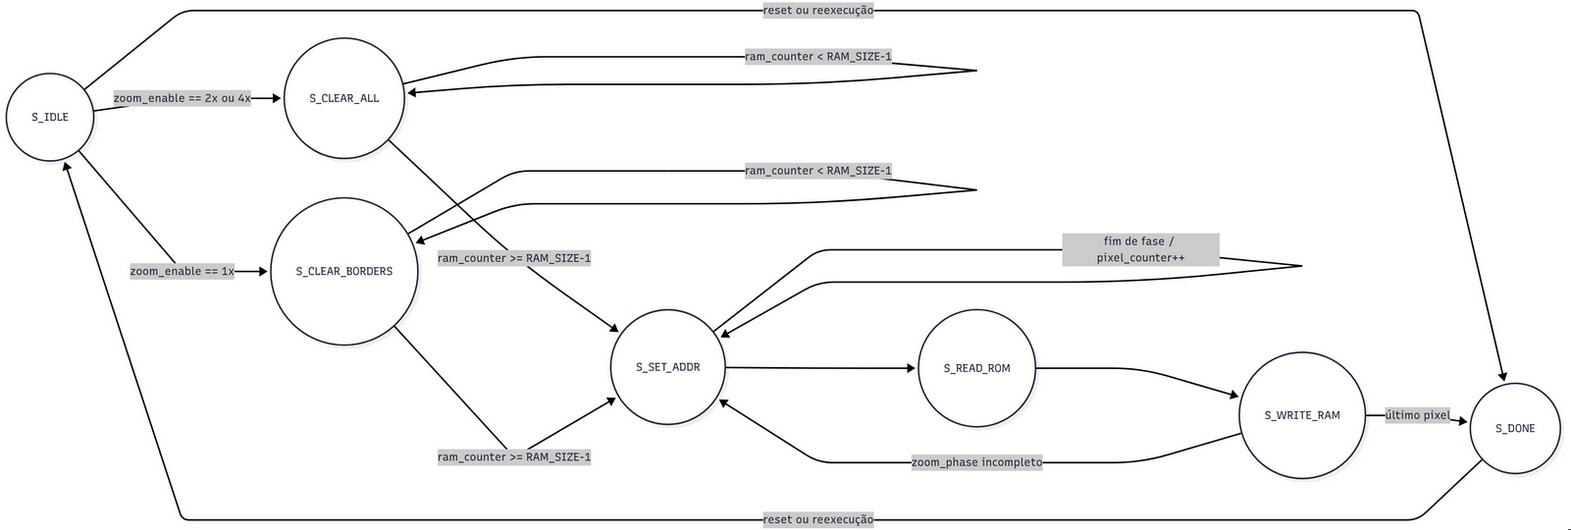 reset ou reexecução
ram_counter < RAM_SIZE-1
zoom_enable == 2x ou 4x
S_CLEAR_ALL
S_IDLE
ram_counter < RAM_SIZE-1
ram_counter >= RAM_SIZE-1
zoom_enable == 1x
S_CLEAR_BORDERS
fim de fase /
pixel_counter++
S_SET_ADDR
S_READ_ROM
S_WRITE_RAM
último pixel
S_DONE
ram_counter >= RAM_SIZE-1
zoom_phase incompleto
reset ou reexecução